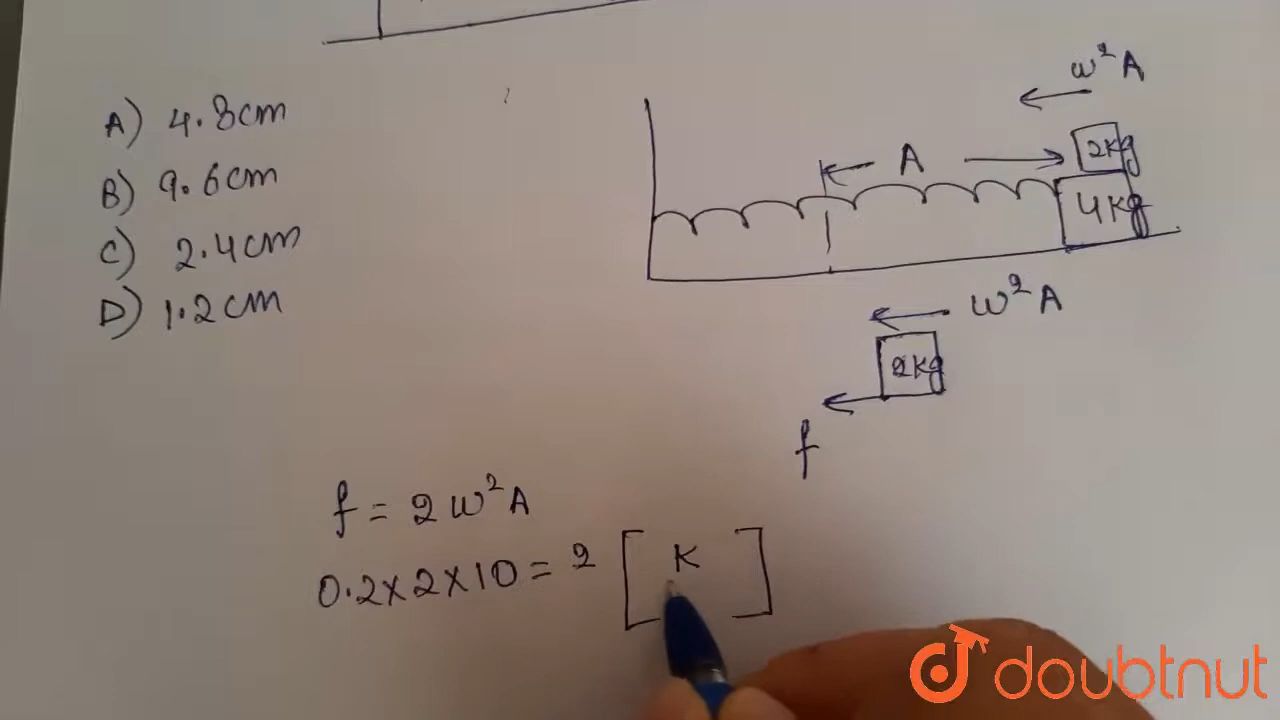 A) 4.8cm
B) 9.6cm
C) 2.4cm
D) 1.2cm
ω²A
A
2kg
4kg
ω²A
2kg
f
f = 2ω²A
0.2×2×10 = 2 [ K ]
doubtnut